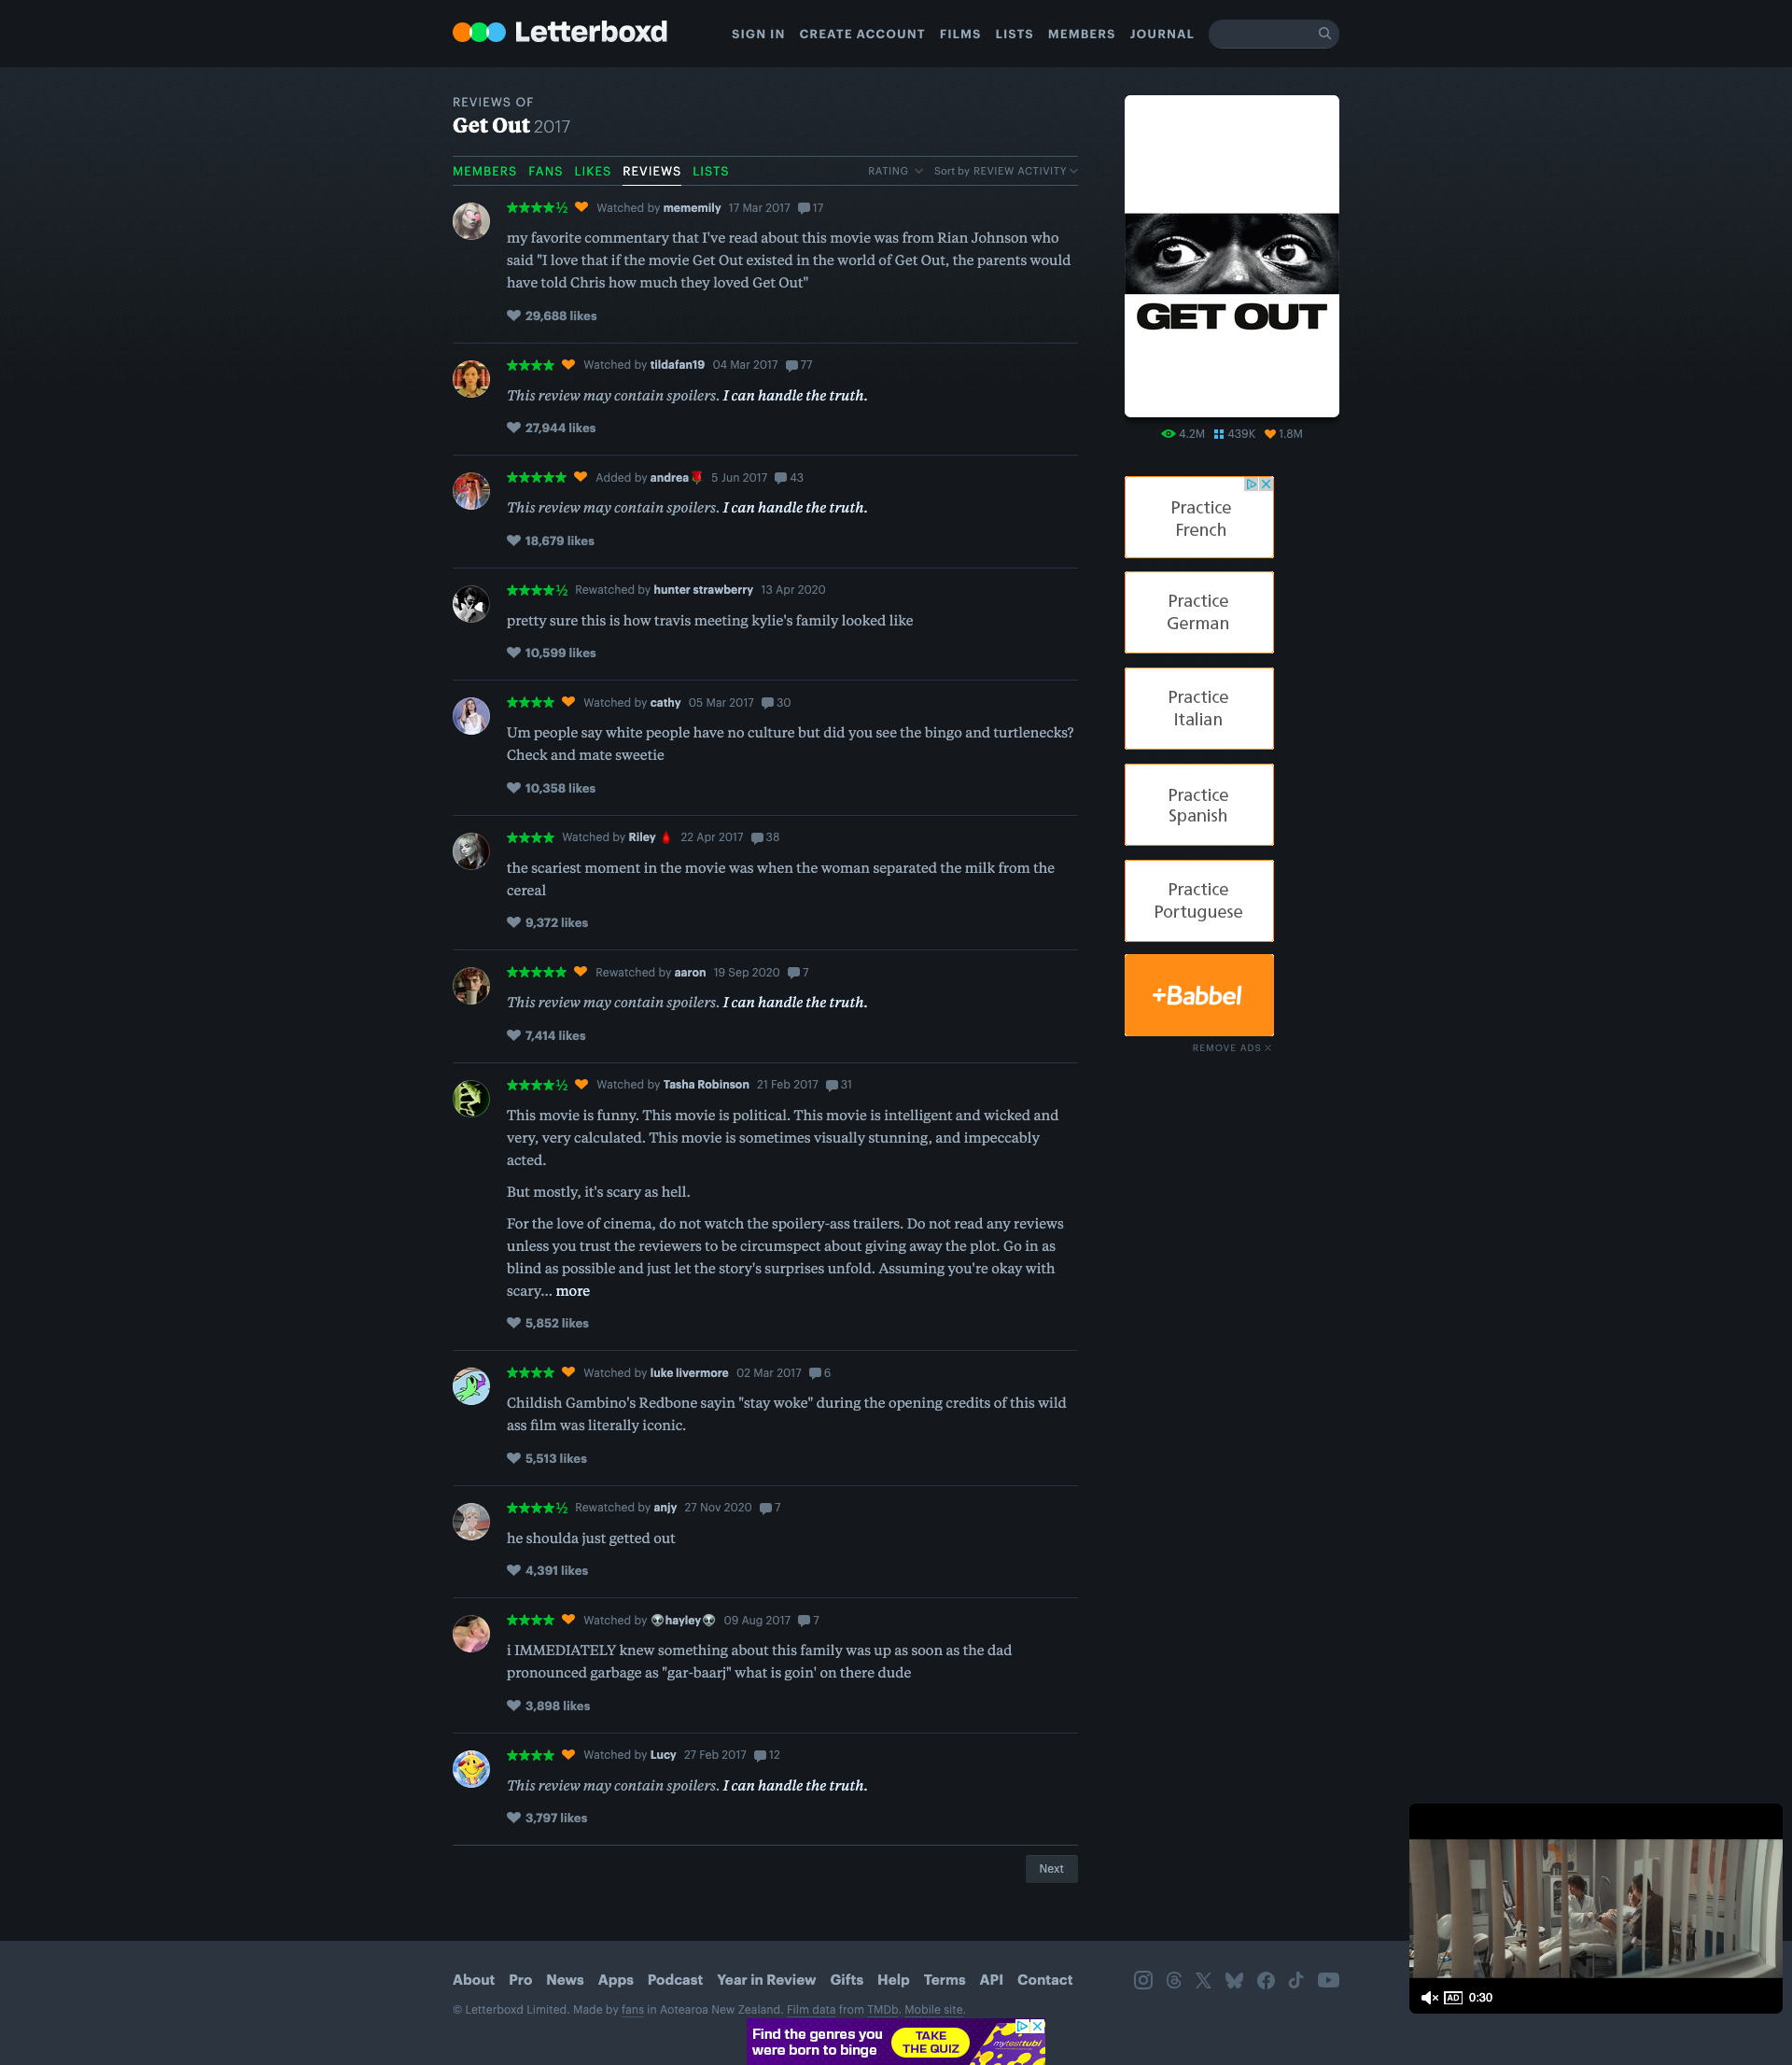 Letterboxd
SIGN IN CREATE ACCOUNT FILMS LISTS MEMBERS JOURNAL
REVIEWS OF
Get Out 2017
MEMBERS FANS LIKES REVIEWS LISTS RATING Sort by REVIEW ACTIVITY
★★★★½ Watched by mememily 17 Mar 2017 17
my favorite commentary that I've read about this movie was from Rian Johnson who
said "I love that if the movie Get Out existed in the world of Get Out, the parents would
have told Chris how much they loved Get Out"
29,688 likes
★★★★ Watched by tildafan19 04 Mar 2017 77
This review may contain spoilers. I can handle the truth.
27,944 likes
★★★★★ Added by andrea🌹 5 Jun 2017 43
This review may contain spoilers. I can handle the truth.
18,679 likes
★★★★½ Rewatched by hunter strawberry 13 Apr 2020
pretty sure this is how travis meeting kylie's family looked like
10,599 likes
★★★★ Watched by cathy 05 Mar 2017 30
Um people say white people have no culture but did you see the bingo and turtlenecks?
Check and mate sweetie
10,358 likes
★★★★ Watched by Riley 🩸 22 Apr 2017 38
the scariest moment in the movie was when the woman separated the milk from the
cereal
9,372 likes
★★★★★ Rewatched by aaron 19 Sep 2020 7
This review may contain spoilers. I can handle the truth.
7,414 likes
★★★★½ Watched by Tasha Robinson 21 Feb 2017 31
This movie is funny. This movie is political. This movie is intelligent and wicked and
very, very calculated. This movie is sometimes visually stunning, and impeccably
acted.
But mostly, it's scary as hell.
For the love of cinema, do not watch the spoilery-ass trailers. Do not read any reviews
unless you trust the reviewers to be circumspect about giving away the plot. Go in as
blind as possible and just let the story's surprises unfold. Assuming you're okay with
scary... more
5,852 likes
★★★★ Watched by luke livermore 02 Mar 2017 6
Childish Gambino's Redbone sayin "stay woke" during the opening credits of this wild
ass film was literally iconic.
5,513 likes
★★★★½ Rewatched by anjy 27 Nov 2020 7
he shoulda just getted out
4,391 likes
★★★★ Watched by 👽hayley👽 09 Aug 2017 7
i IMMEDIATELY knew something about this family was up as soon as the dad
pronounced garbage as "gar-baarj" what is goin' on there dude
3,898 likes
★★★★ Watched by Lucy 27 Feb 2017 12
This review may contain spoilers. I can handle the truth.
3,797 likes
Next
GET OUT
4.2M 439K 1.8M
Practice
French
Practice
German
Practice
Italian
Practice
Spanish
Practice
Portuguese
+Babbel
REMOVE ADS
AD 0:30
About Pro News Apps Podcast Year in Review Gifts Help Terms API Contact
© Letterboxd Limited. Made by fans in Aotearoa New Zealand. Film data from TMDb. Mobile site.
Find the genres you
were born to binge
TAKE
THE QUIZ
mytasttubi